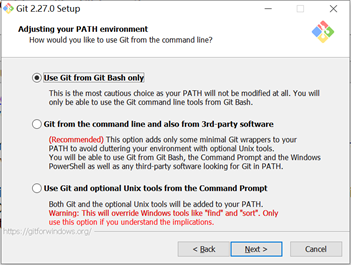 Git 2.27.0 Setup
Adjusting your PATH environment
How would you like to use Git from the command line?
Use Git from Git Bash only
This is the most cautious choice as your PATH will not be modified at all. You will
only be able to use the Git command line tools from Git Bash.
Git from the command line and also from 3rd-party software
(Recommended) This option adds only some minimal Git wrappers to your
PATH to avoid cluttering your environment with optional Unix tools.
You will be able to use Git from Git Bash, the Command Prompt and the Windows
PowerShell as well as any third-party software looking for Git in PATH.
Use Git and optional Unix tools from the Command Prompt
Both Git and the optional Unix tools will be added to your PATH.
Warning: This will override Windows tools like "find" and "sort". Only
use this option if you understand the implications.
https://gitforwindows.org/
< Back
Next >
Cancel